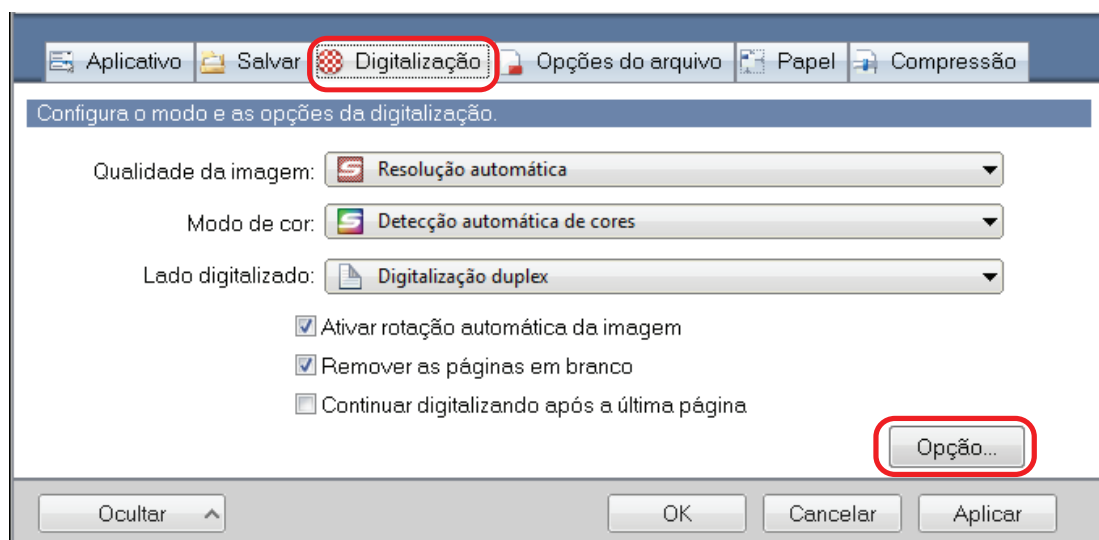 Aplicativo Salvar Digitalização Opções do arquivo Papel Compressão
Configura o modo e as opções da digitalização.
Qualidade da imagem: Resolução automática
Modo de cor: Detecção automática de cores
Lado digitalizado: Digitalização duplex
Ativar rotação automática da imagem
Remover as páginas em branco
Continuar digitalizando após a última página
Opção...
Ocultar OK Cancelar Aplicar